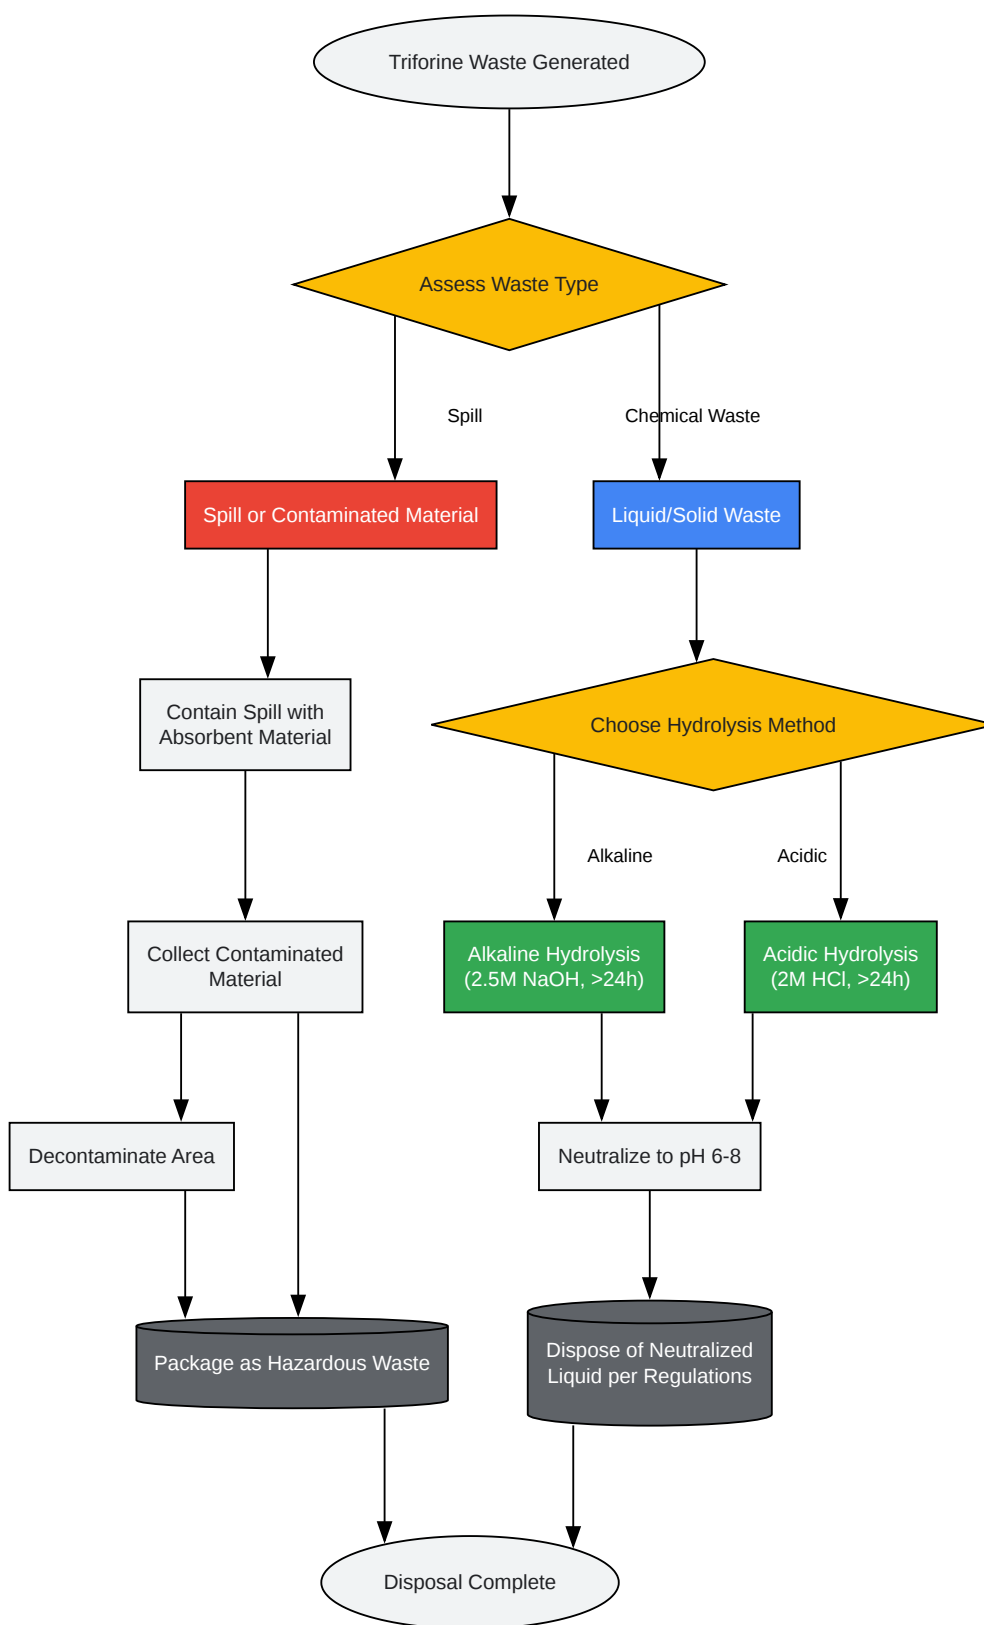 Triforine Waste Generated
Assess Waste Type
Spill
Chemical Waste
Spill or Contaminated Material
Liquid/Solid Waste
Contain Spill with
Absorbent Material
Choose Hydrolysis Method
Alkaline
Acidic
Collect Contaminated
Material
Alkaline Hydrolysis
(2.5M NaOH, >24h)
Acidic Hydrolysis
(2M HCl, >24h)
Decontaminate Area
Neutralize to pH 6-8
Package as Hazardous Waste
Dispose of Neutralized
Liquid per Regulations
Disposal Complete